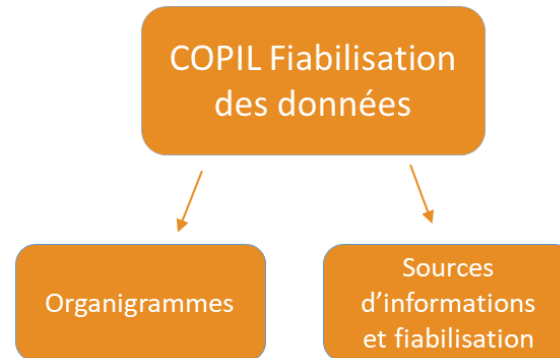 COPIL Fiabilisation
des données
Organigrammes
Sources
d’informations
et fiabilisation